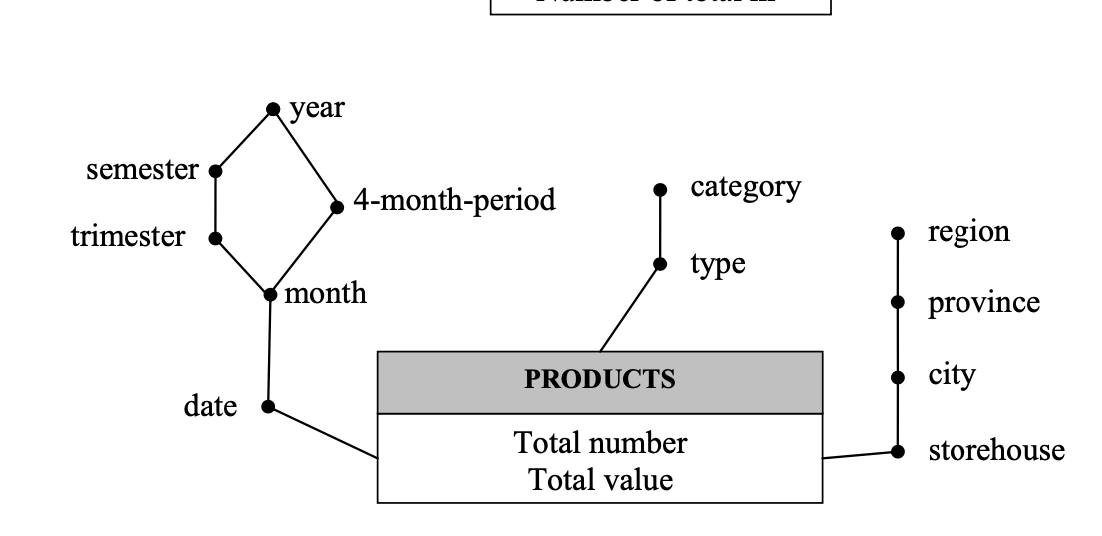 year
semester
4-month-period
category
trimester
region
type
month
province
PRODUCTS
city
date
Total number
storehouse
Total value